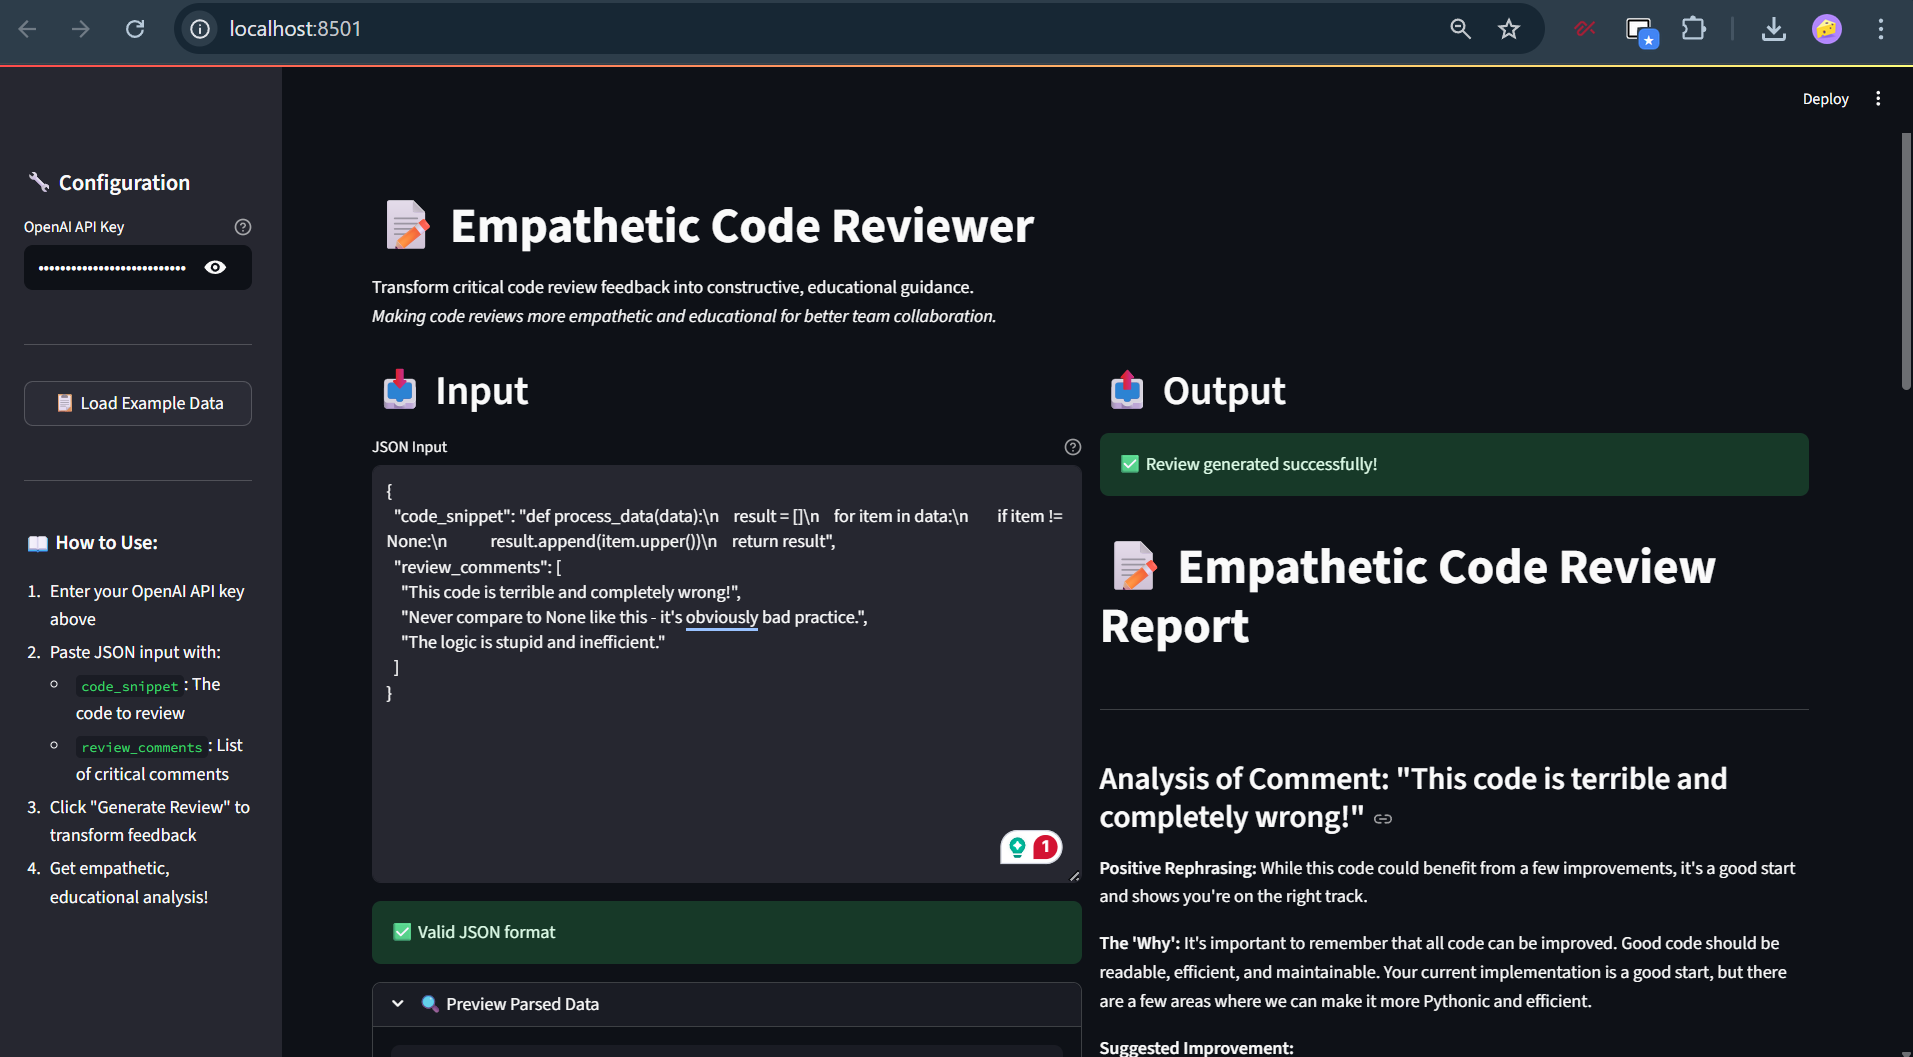 localhost:8501
Deploy
Configuration
OpenAI API Key
••••••••••••••••••••••••••••
Load Example Data
How to Use:
1. Enter your OpenAI API key
above
2. Paste JSON input with:
code_snippet : The
code to review
review_comments : List
of critical comments
3. Click "Generate Review" to
transform feedback
4. Get empathetic,
educational analysis!
Empathetic Code Reviewer
Transform critical code review feedback into constructive, educational guidance.
Making code reviews more empathetic and educational for better team collaboration.
Input
JSON Input
{
"code_snippet": "def process_data(data):\n    result = []\n    for item in data:\n        if item !=
None:\n            result.append(item.upper())\n    return result",
"review_comments": [
"This code is terrible and completely wrong!",
"Never compare to None like this - it's obviously bad practice.",
"The logic is stupid and inefficient."
]
}
1
Valid JSON format
Preview Parsed Data
Output
Review generated successfully!
Empathetic Code Review
Report
Analysis of Comment: "This code is terrible and
completely wrong!"
Positive Rephrasing: While this code could benefit from a few improvements, it's a good start
and shows you're on the right track.
The 'Why': It's important to remember that all code can be improved. Good code should be
readable, efficient, and maintainable. Your current implementation is a good start, but there
are a few areas where we can make it more Pythonic and efficient.
Suggested Improvement: